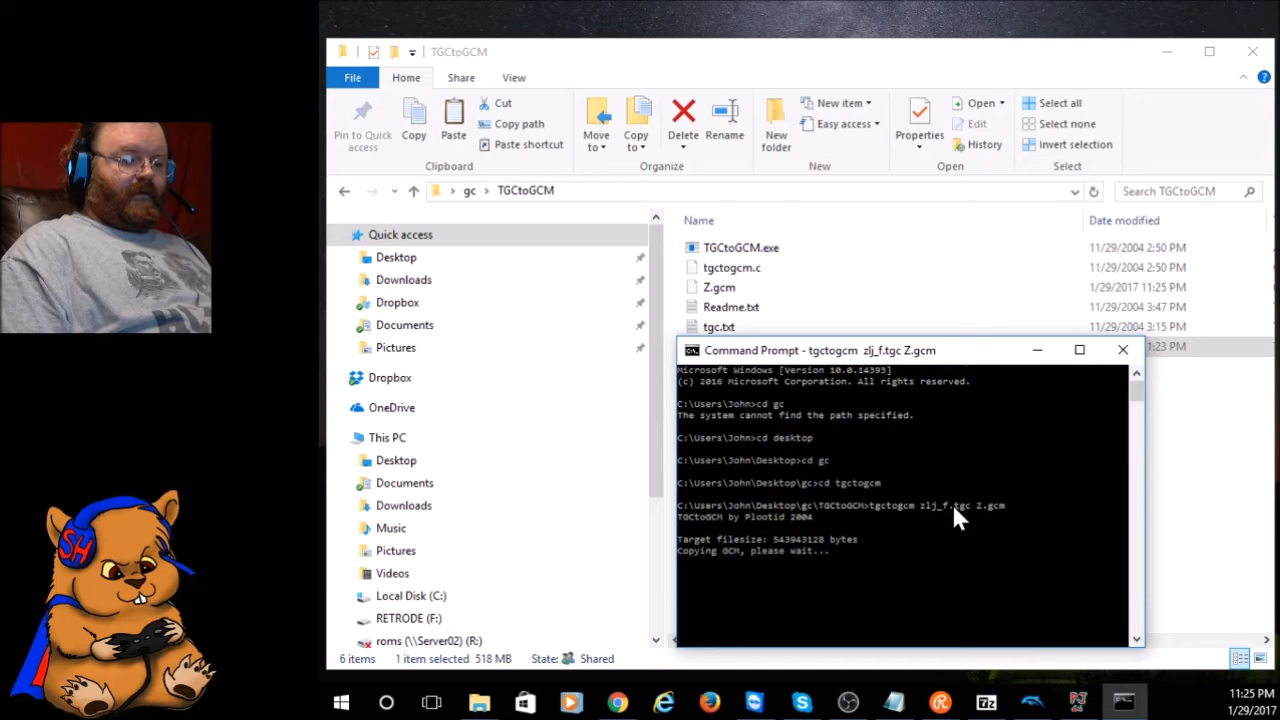 TGCtoGCM
File Home Share View
Pin to Quick access
Copy
Paste
Cut
Copy path
Paste shortcut
Clipboard
Move to
Copy to
Delete
Rename
Organize
New folder
New item
Easy access
New
Properties
Open
Edit
History
Open
Select all
Select none
Invert selection
Select
gc > TGCtoGCM
Search TGCtoGCM
Name Date modified
Quick access
Desktop
Downloads
Dropbox
Documents
Pictures
Dropbox
OneDrive
This PC
Desktop
Documents
Downloads
Music
Pictures
Videos
Local Disk (C:)
RETRODE (F:)
roms (\\Server02) (R:)
TGCtoGCM.exe 11/29/2004 2:50 PM
tgctogcm.c 11/29/2004 2:50 PM
Z.gcm 1/29/2017 11:25 PM
Readme.txt 11/29/2004 3:47 PM
tgc.txt 11/29/2004 3:15 PM
1:23 PM
Command Prompt - tgctogcm zlj_f.tgc Z.gcm
Microsoft Windows [Version 10.0.14393]
(c) 2016 Microsoft Corporation. All rights reserved.
C:\Users\John>cd gc
The system cannot find the path specified.
C:\Users\John>cd desktop
C:\Users\John\Desktop>cd gc
C:\Users\John\Desktop\gc>cd tgctogcm
C:\Users\John\Desktop\gc\TGCtoGCM>tgctogcm zlj_f.tgc Z.gcm
TGCtoGCM by Plootid 2004
Target filesize: 543943128 bytes
Copying GCM, please wait...
6 items 1 item selected 518 MB State: Shared
SH
7z
11:25 PM
1/29/2017